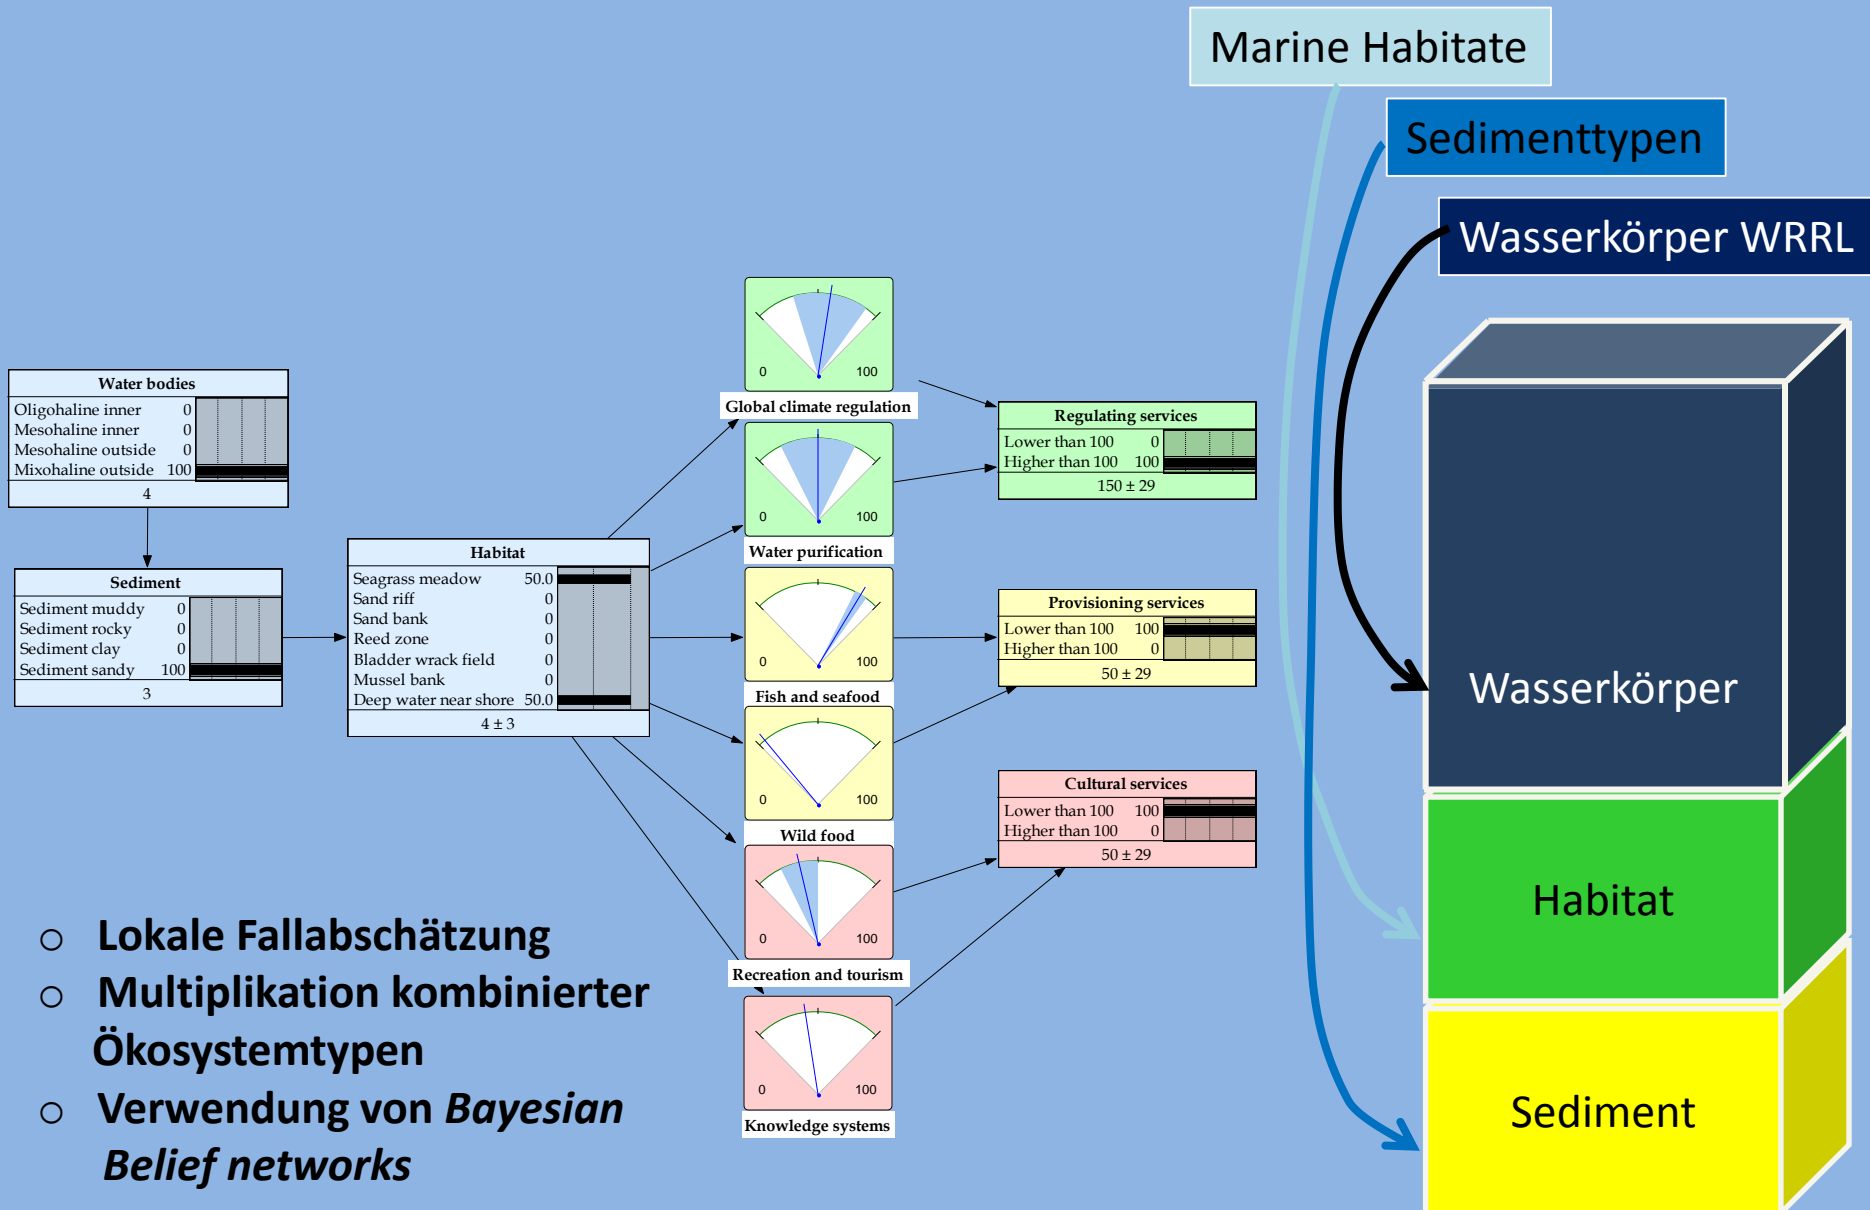 Marine Habitate
Sedimenttypen
Wasserkörper WRRL
Water bodies
Oligohaline inner 0
Mesohaline inner 0
Mesohaline outside 0
Mixohaline outside 100
4
Sediment
Sediment muddy 0
Sediment rocky 0
Sediment clay 0
Sediment sandy 100
3
Habitat
Seagrass meadow 50.0
Sand riff 0
Sand bank 0
Reed zone 0
Bladder wrack field 0
Mussel bank 0
Deep water near shore 50.0
4 ± 3
0 100
Global climate regulation
0 100
Water purification
0 100
Fish and seafood
0 100
Wild food
0 100
Recreation and tourism
0 100
Knowledge systems
Regulating services
Lower than 100 0
Higher than 100 100
150 ± 29
Provisioning services
Lower than 100 100
Higher than 100 0
50 ± 29
Cultural services
Lower than 100 100
Higher than 100 0
50 ± 29
Wasserkörper
Habitat
Sediment
o Lokale Fallabschätzung
o Multiplikation kombinierter
Ökosystemtypen
o Verwendung von Bayesian
Belief networks